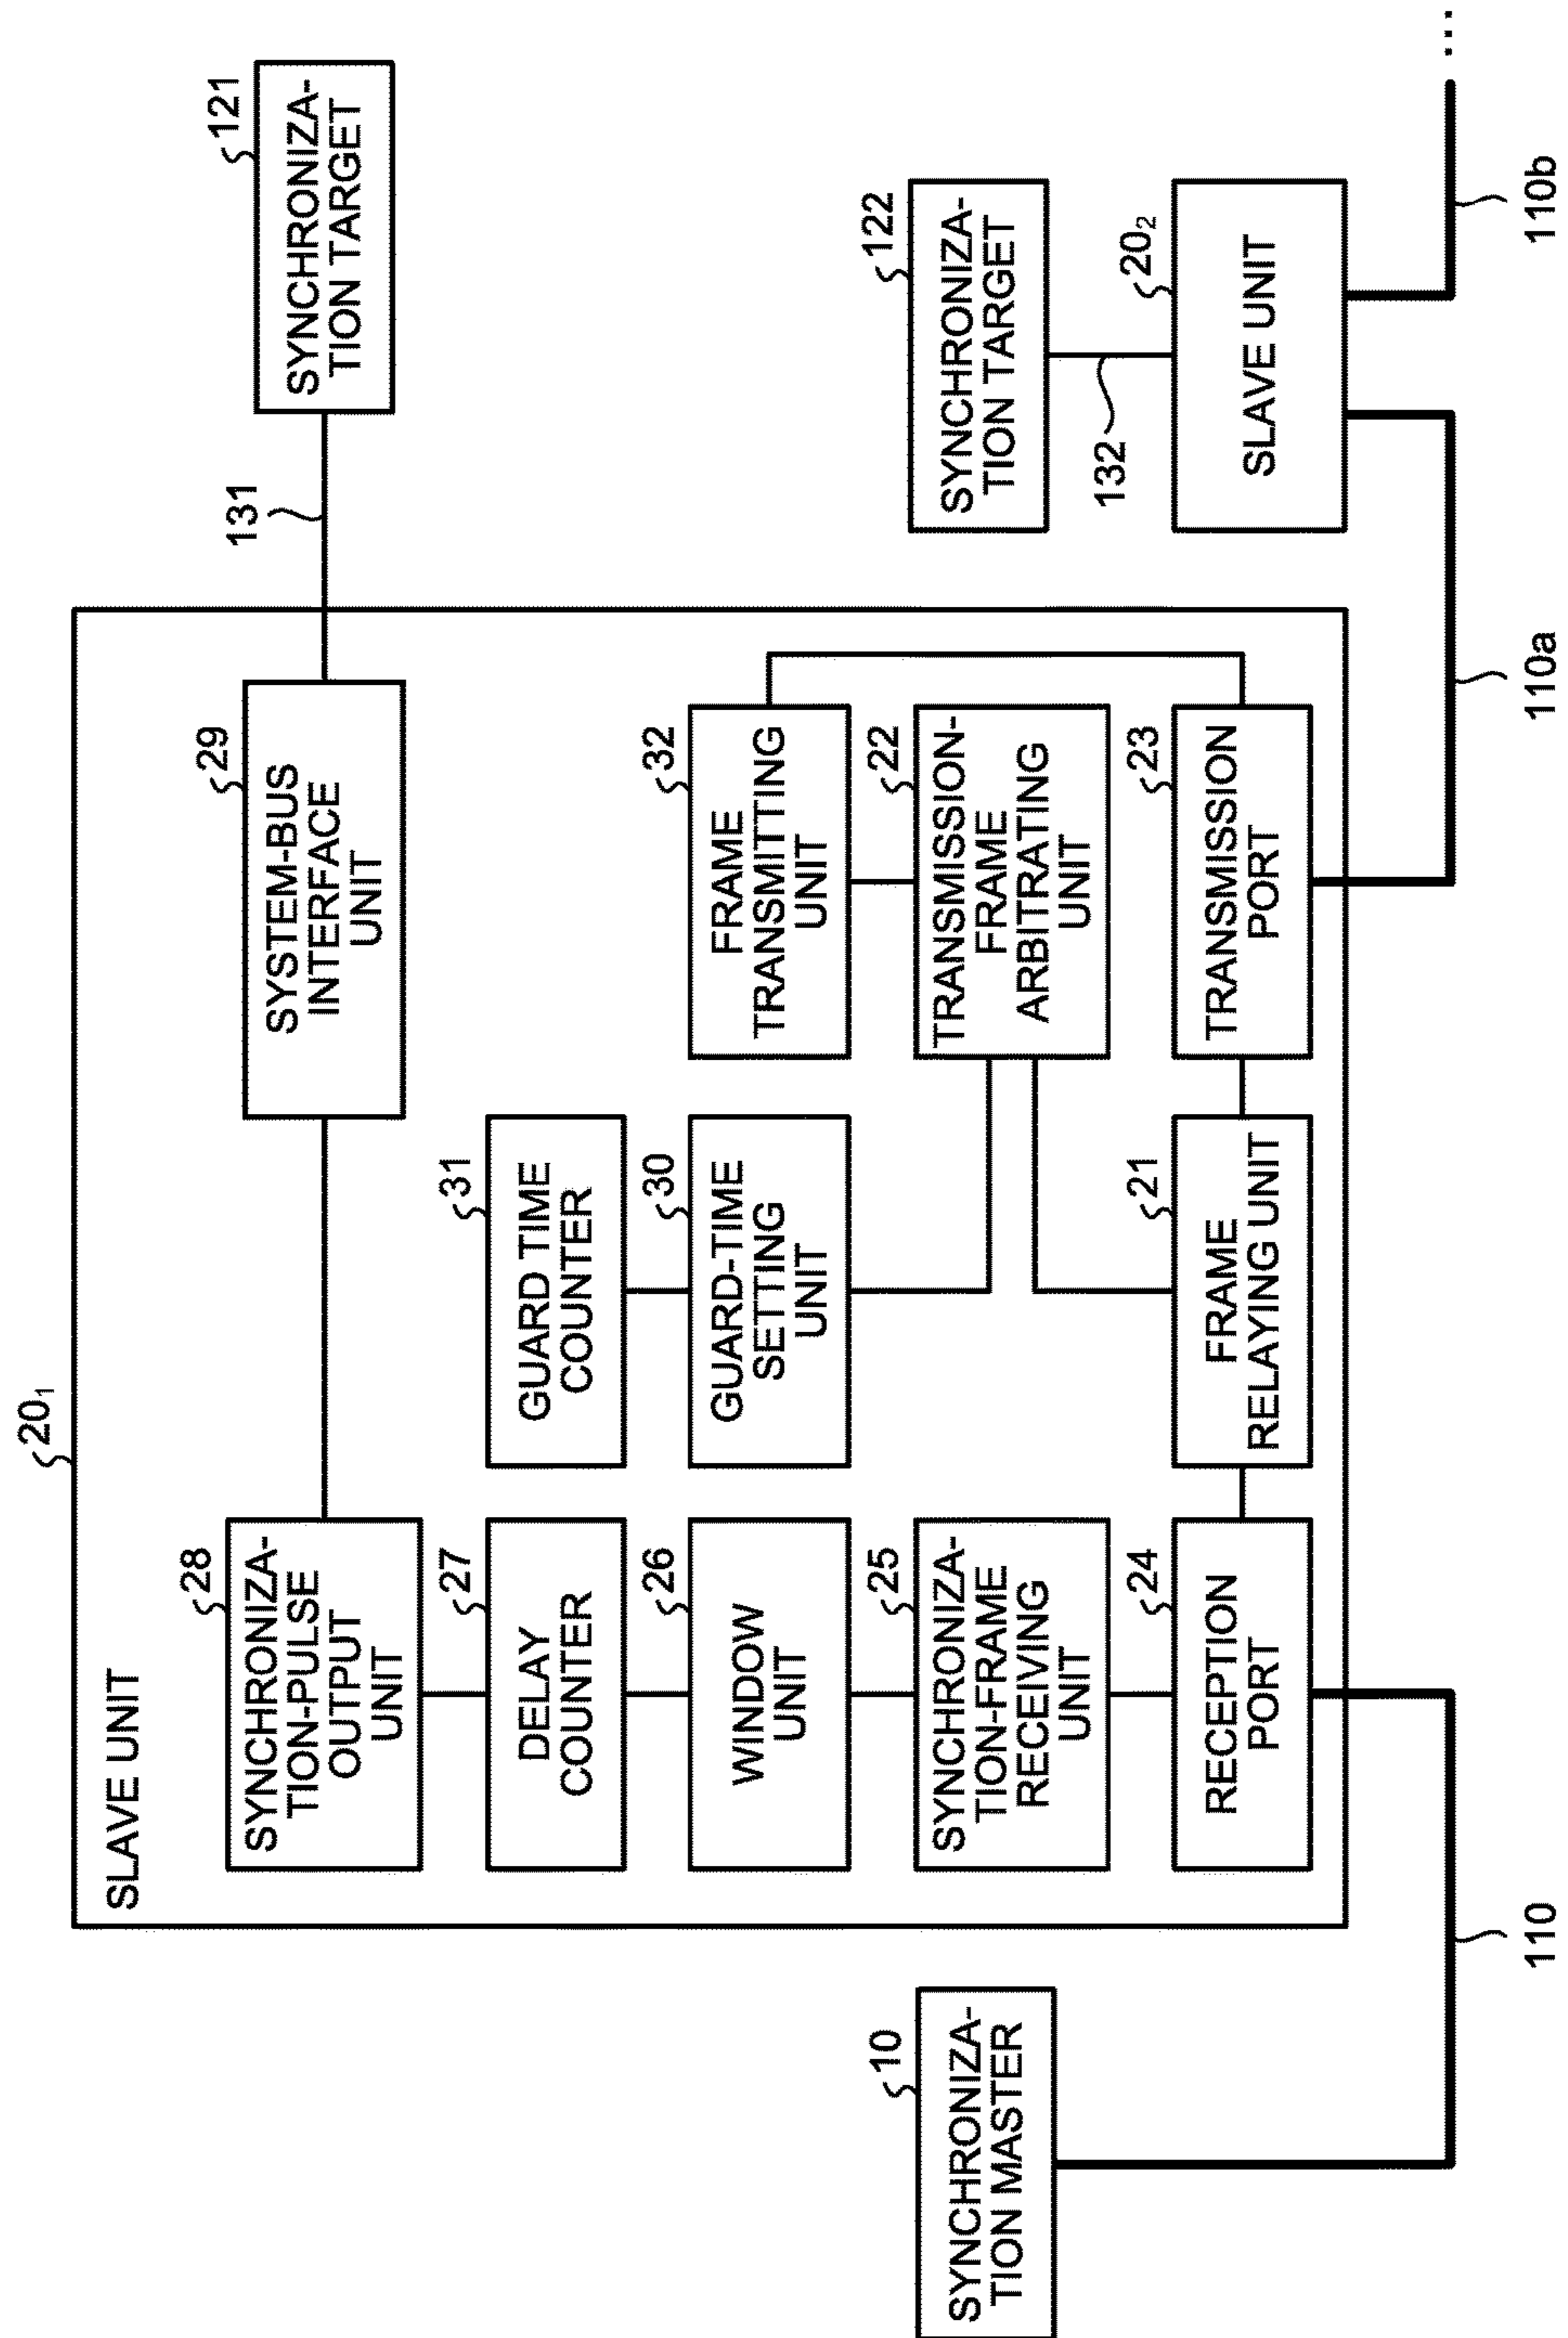 20₁
SLAVE UNIT
28
SYNCHRONIZA-
TION-PULSE
OUTPUT
UNIT
29
SYSTEM-BUS
INTERFACE
UNIT
131
121
SYNCHRONIZA-
TION TARGET
27
DELAY
COUNTER
31
GUARD TIME
COUNTER
26
WINDOW
UNIT
30
GUARD-TIME
SETTING
UNIT
32
FRAME
TRANSMITTING
UNIT
10
SYNCHRONIZA-
TION MASTER
25
SYNCHRONIZA-
TION-FRAME
RECEIVING
UNIT
22
TRANSMISSION-
FRAME
ARBITRATING
UNIT
122
SYNCHRONIZA-
TION TARGET
132
24
RECEPTION
PORT
21
FRAME
RELAYING UNIT
23
TRANSMISSION
PORT
20₂
SLAVE UNIT
...
110
110a
110b